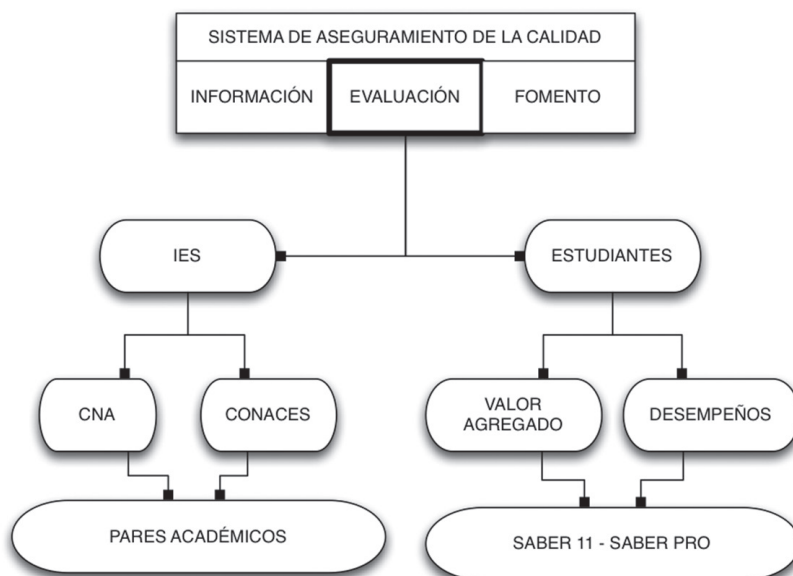 SISTEMA DE ASEGURAMIENTO DE LA CALIDAD
INFORMACIÓN
EVALUACIÓN
FOMENTO
IES
ESTUDIANTES
CNA
CONACES
VALOR
AGREGADO
DESEMPEÑOS
PARES ACADÉMICOS
SABER 11 - SABER PRO